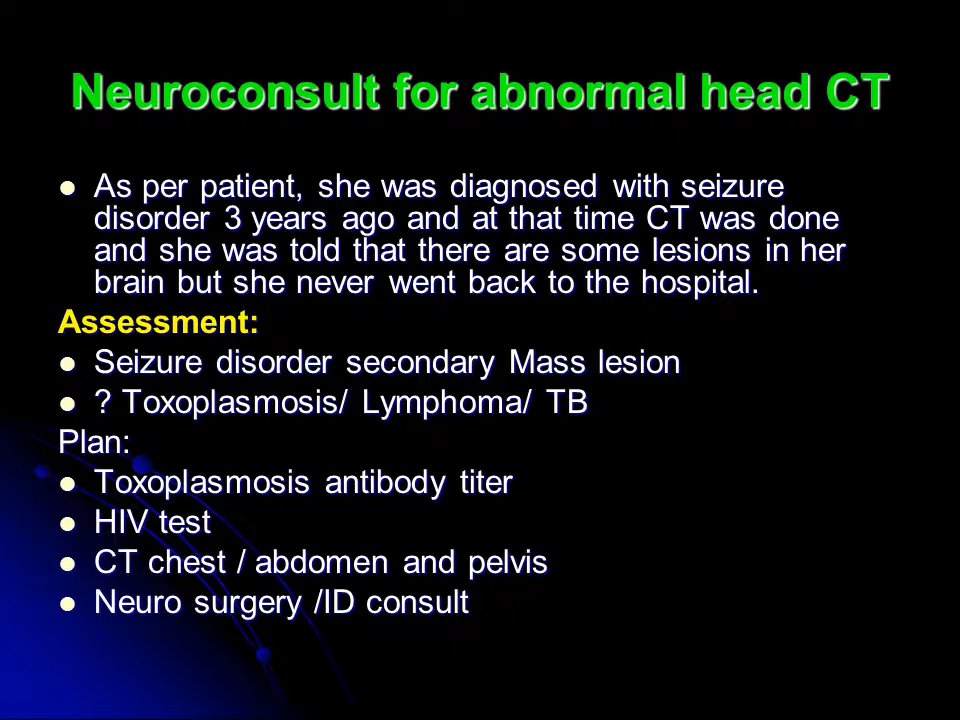 Neuroconsult for abnormal head CT
● As per patient, she was diagnosed with seizure
disorder 3 years ago and at that time CT was done
and she was told that there are some lesions in her
brain but she never went back to the hospital.
Assessment:
● Seizure disorder secondary Mass lesion
● ? Toxoplasmosis/ Lymphoma/ TB
Plan:
● Toxoplasmosis antibody titer
● HIV test
● CT chest / abdomen and pelvis
● Neuro surgery /ID consult